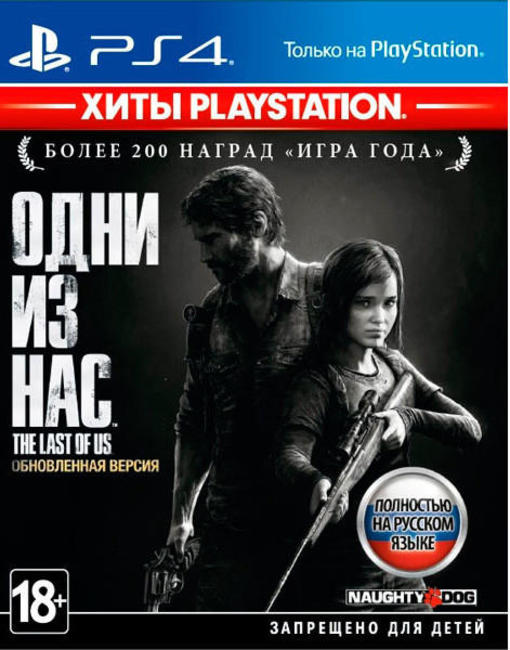 PS4
Только на PlayStation®
ХИТЫ PLAYSTATION®
БОЛЕЕ 200 НАГРАД «ИГРА ГОДА»
ОДНИ
ИЗ
НАС™
THE LAST OF US
ОБНОВЛЕННАЯ ВЕРСИЯ
ПОЛНОСТЬЮ
НА РУССКОМ
ЯЗЫКЕ
18+
NAUGHTY DOG
ЗАПРЕЩЕНО ДЛЯ ДЕТЕЙ